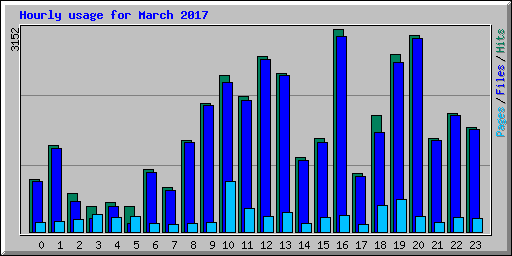 Hourly usage for March 2017
3152
Pages / Files / Hits
0 1 2 3 4 5 6 7 8 9 10 11 12 13 14 15 16 17 18 19 20 21 22 23